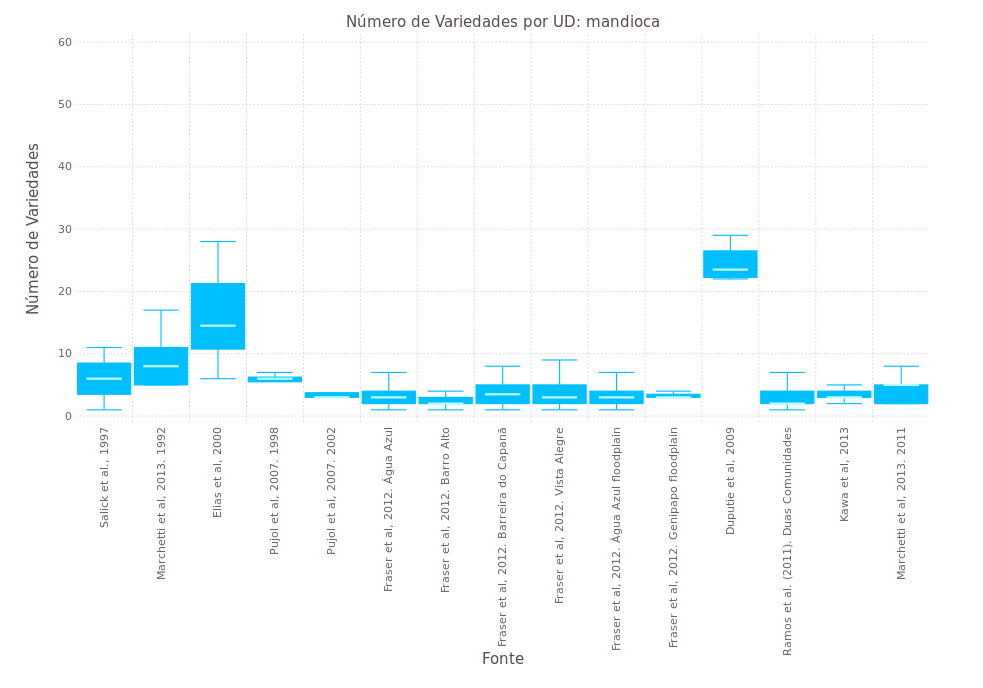 Número de Variedades por UD: mandioca
Número de Variedades
60
50
40
30
20
10
0
Salick et al., 1997
Marchetti et al, 2013. 1992
Elias et al, 2000
Pujol et al, 2007. 1998
Pujol et al, 2007. 2002
Fraser et al, 2012. Água Azul
Fraser et al, 2012. Barro Alto
Fraser et al, 2012. Barreira do Capanã
Fraser et al, 2012. Vista Alegre
Fraser et al, 2012. Água Azul floodplain
Fraser et al, 2012. Genipapo floodplain
Duputie et al, 2009
Ramos et al. (2011). Duas Comunidades
Kawa et al, 2013
Marchetti et al, 2013. 2011
Fonte